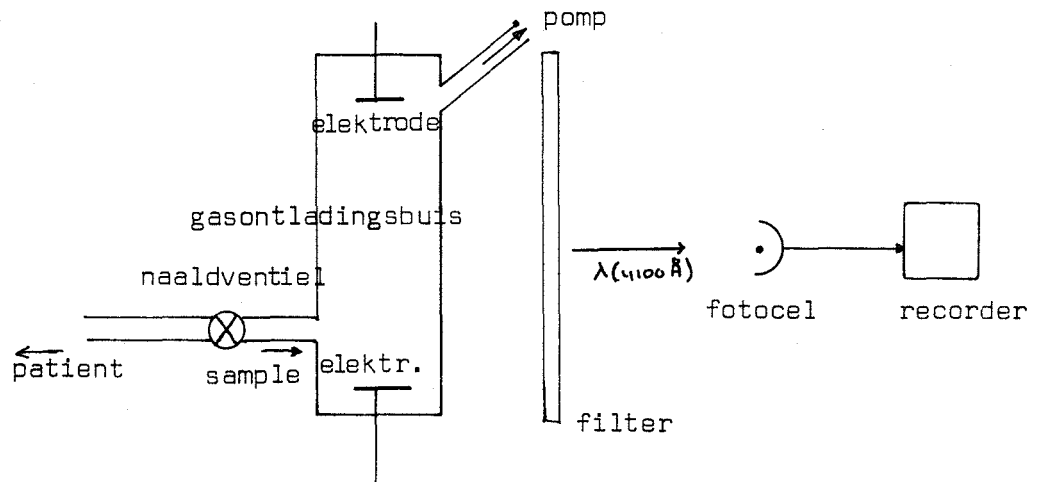 pomp
elektrode
gasontladingsbuis
naaldventiel
λ(4100 Å)
fotocel
recorder
patient
sample
elektr.
filter